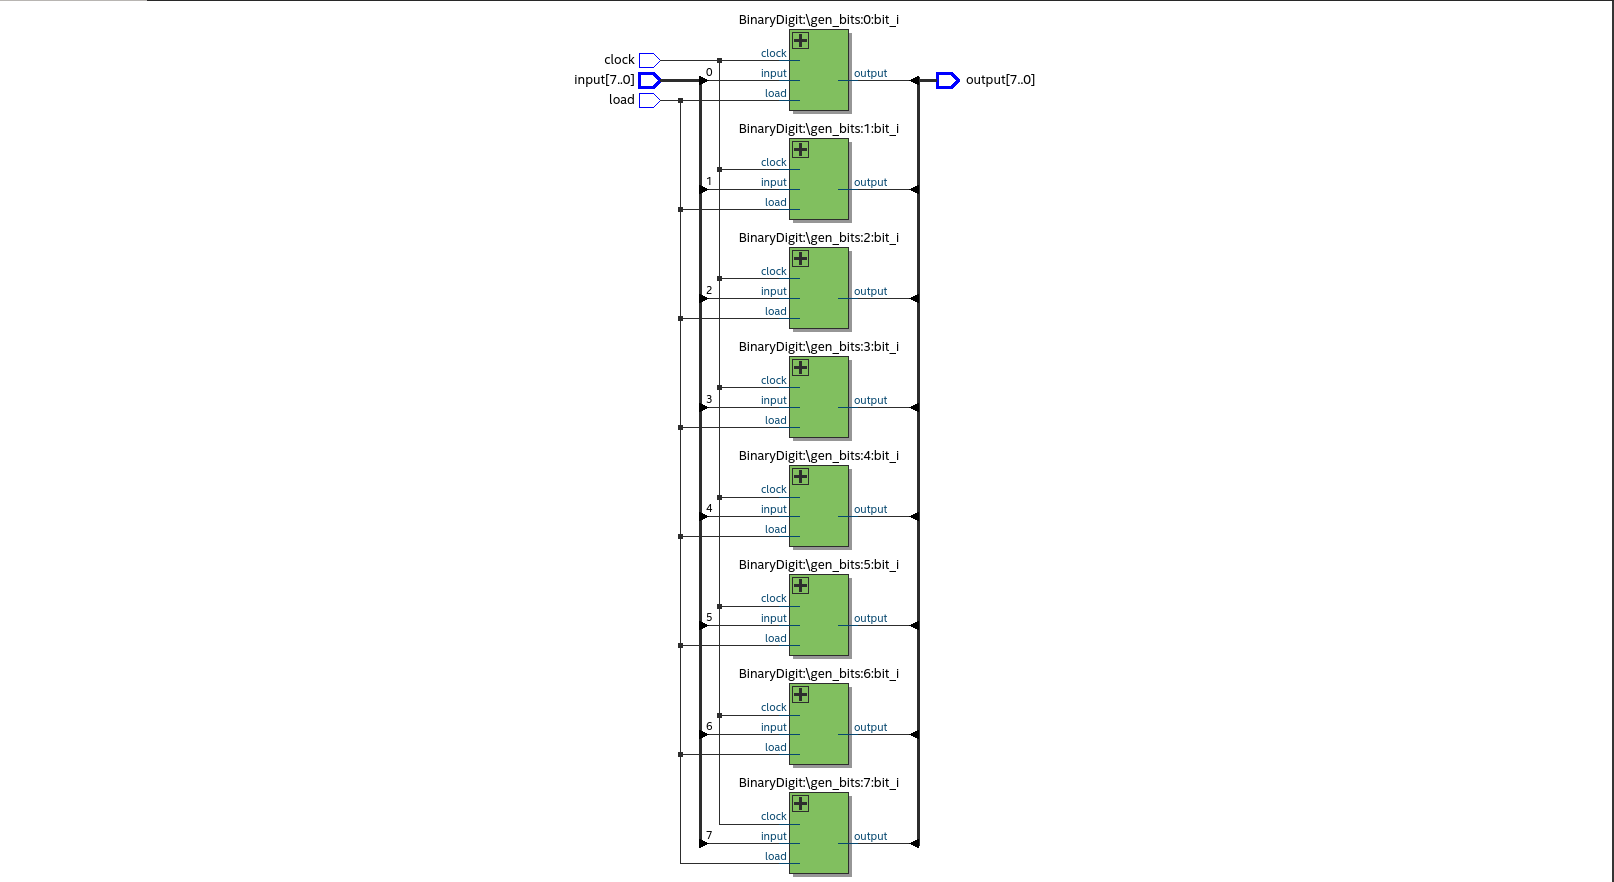 BinaryDigit:\gen_bits:0:bit_i
clock
clock
input[7..0]
0
input
output
output[7..0]
load
load
BinaryDigit:\gen_bits:1:bit_i
clock
1
input
output
load
BinaryDigit:\gen_bits:2:bit_i
clock
2
input
output
load
BinaryDigit:\gen_bits:3:bit_i
clock
3
input
output
load
BinaryDigit:\gen_bits:4:bit_i
clock
4
input
output
load
BinaryDigit:\gen_bits:5:bit_i
clock
5
input
output
load
BinaryDigit:\gen_bits:6:bit_i
clock
6
input
output
load
BinaryDigit:\gen_bits:7:bit_i
clock
7
input
output
load